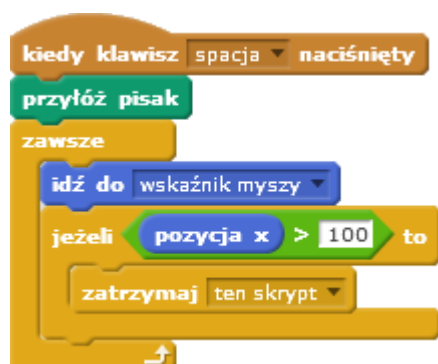 kiedy klawisz spacja naciśnięty
przyłóż pisak
zawsze
idź do wskaźnik myszy
jeżeli pozycja x > 100 to
zatrzymaj ten skrypt